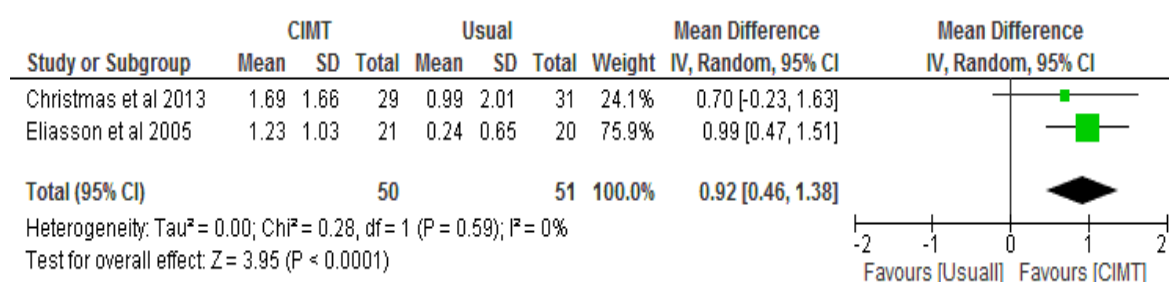 CIMT Usual Mean Difference Mean Difference
Study or Subgroup Mean SD Total Mean SD Total Weight IV, Random, 95% CI IV, Random, 95% CI
Christmas et al 2013 1.69 1.66 29 0.99 2.01 31 24.1% 0.70 [-0.23, 1.63]
Eliasson et al 2005 1.23 1.03 21 0.24 0.65 20 75.9% 0.99 [0.47, 1.51]
Total (95% CI) 50 51 100.0% 0.92 [0.46, 1.38]
Heterogeneity: Tau² = 0.00; Chi² = 0.28, df = 1 (P = 0.59); I² = 0%
Test for overall effect: Z = 3.95 (P < 0.0001)
-2 -1 0 1 2
Favours [Usuall] Favours [CIMT]